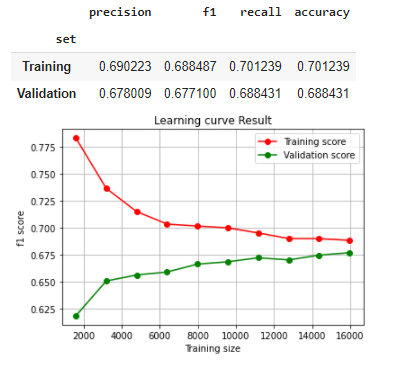 precision f1 recall accuracy
set
Training 0.690223 0.688487 0.701239 0.701239
Validation 0.678009 0.677100 0.688431 0.688431
Learning curve Result
Training score
Validation score
0.775
0.750
0.725
0.700
0.675
0.650
0.625
f1 score
2000 4000 6000 8000 10000 12000 14000 16000
Training size